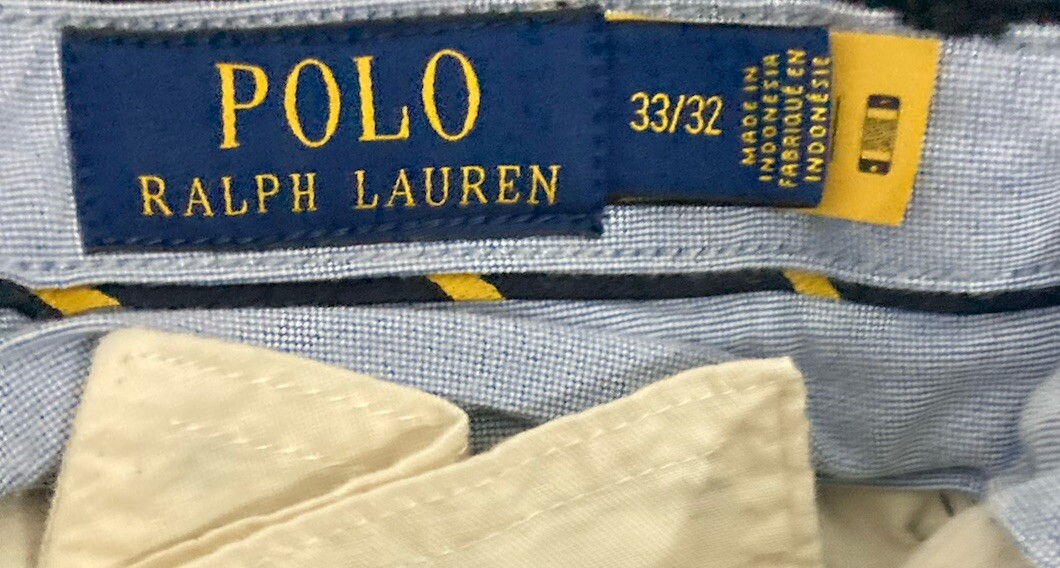 POLO
RALPH LAUREN
33/32
MADE IN
INDONESIA
FABRIQUÉ EN
INDONÉSIE